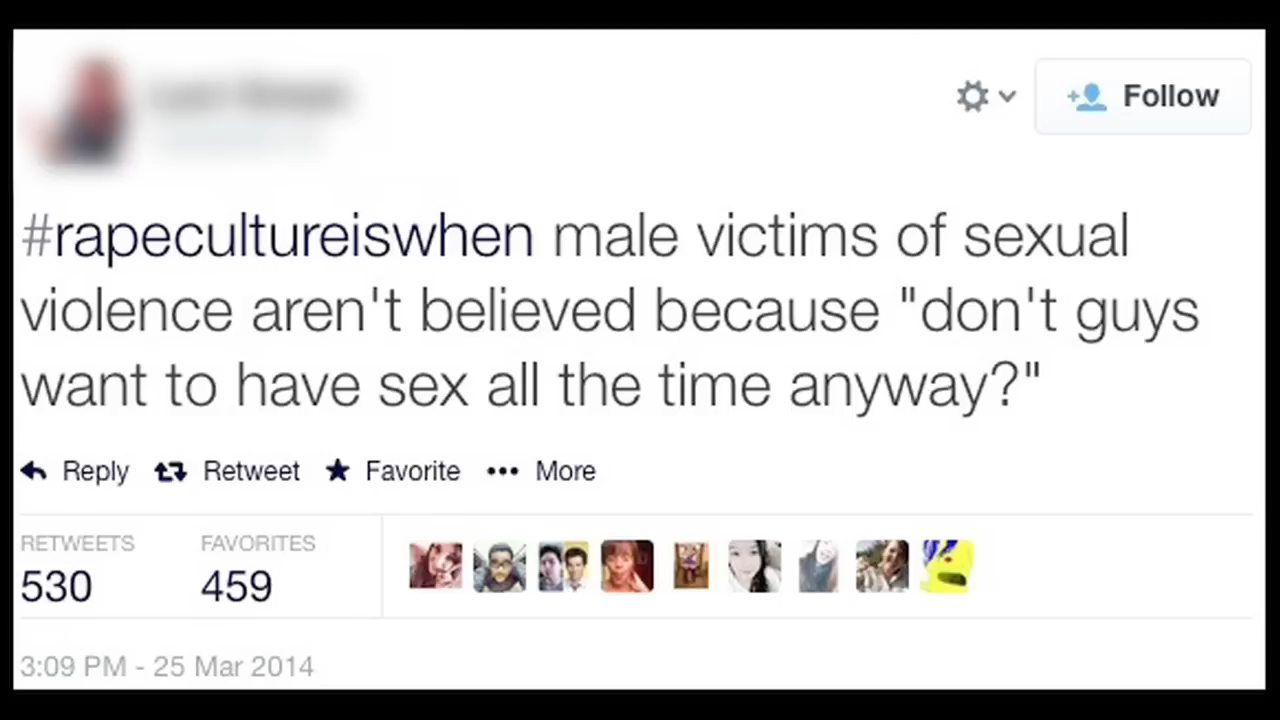 Follow
#rapecultureiswhen male victims of sexual
violence aren't believed because "don't guys
want to have sex all the time anyway?"
Reply Retweet Favorite More
RETWEETS FAVORITES
530 459
3:09 PM - 25 Mar 2014